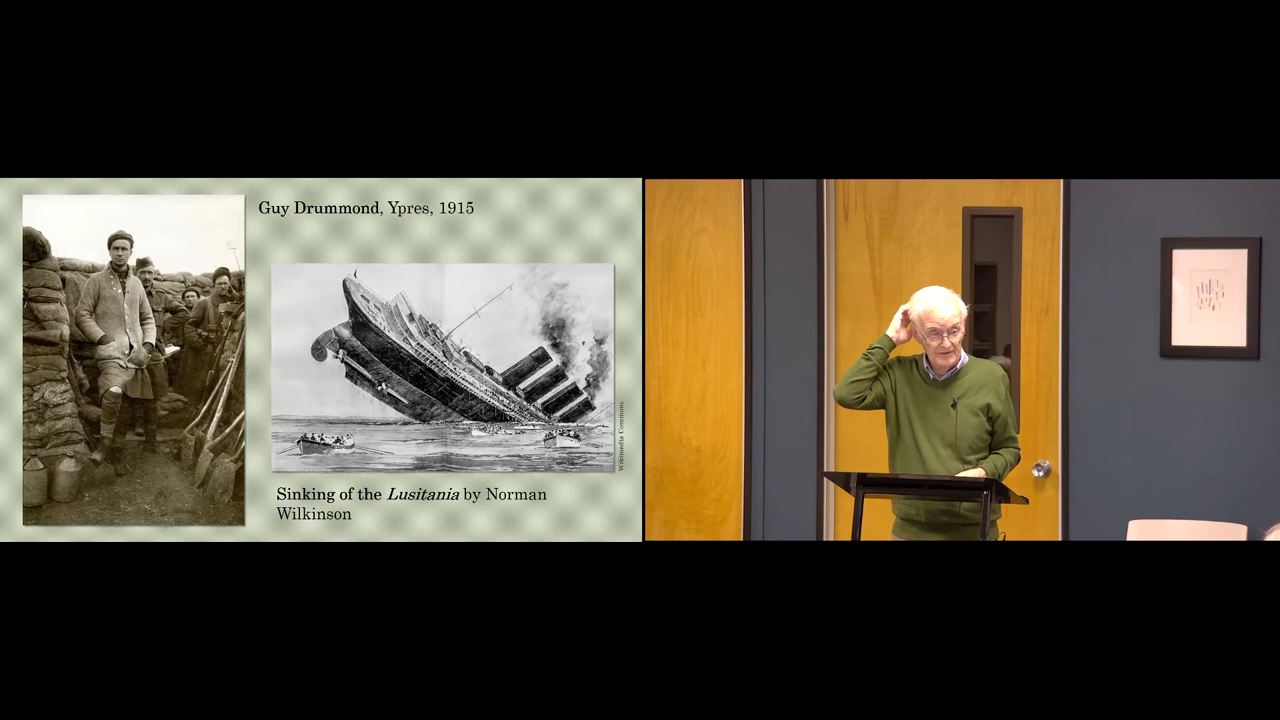 Guy Drummond, Ypres, 1915
Wikimedia Commons
Sinking of the Lusitania by Norman
Wilkinson